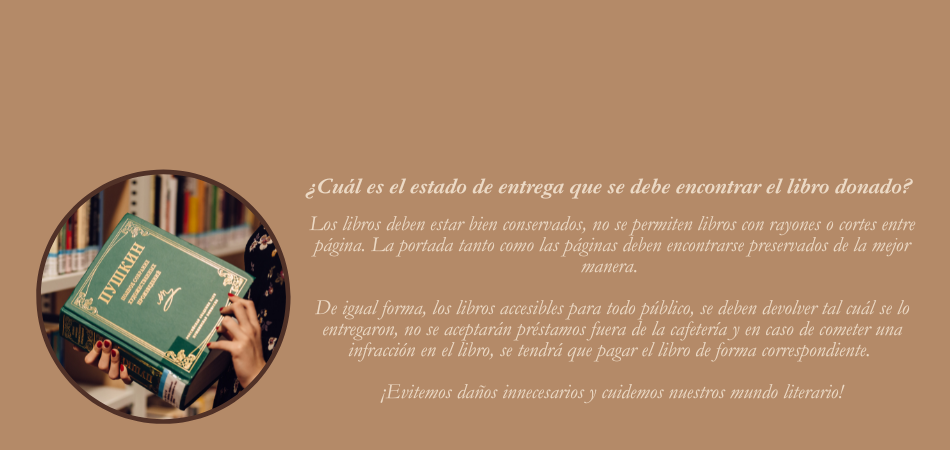 ¿Cuál es el estado de entrega que se debe encontrar el libro donado?
Los libros deben estar bien conservados, no se permiten libros con rayones o cortes entre
página. La portada tanto como las páginas deben encontrarse preservados de la mejor
manera.
De igual forma, los libros accesibles para todo público, se deben devolver tal cuál se lo
entregaron, no se aceptarán préstamos fuera de la cafetería y en caso de cometer una
infracción en el libro, se tendrá que pagar el libro de forma correspondiente.
¡Evitemos daños innecesarios y cuidemos nuestros mundo literario!
ПУШКИН